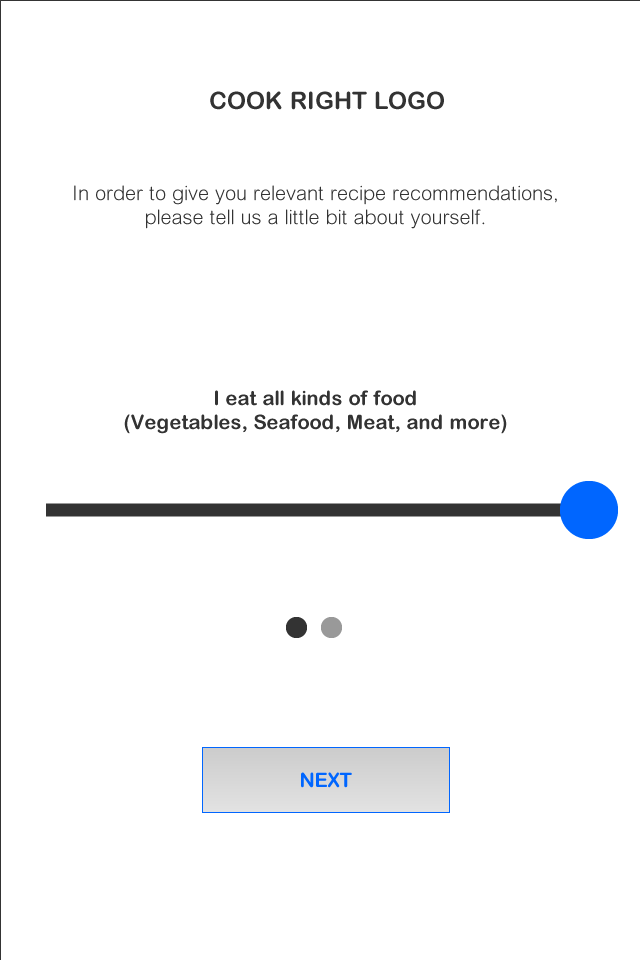 COOK RIGHT LOGO
In order to give you relevant recipe recommendations,
please tell us a little bit about yourself.
I eat all kinds of food
(Vegetables, Seafood, Meat, and more)
NEXT